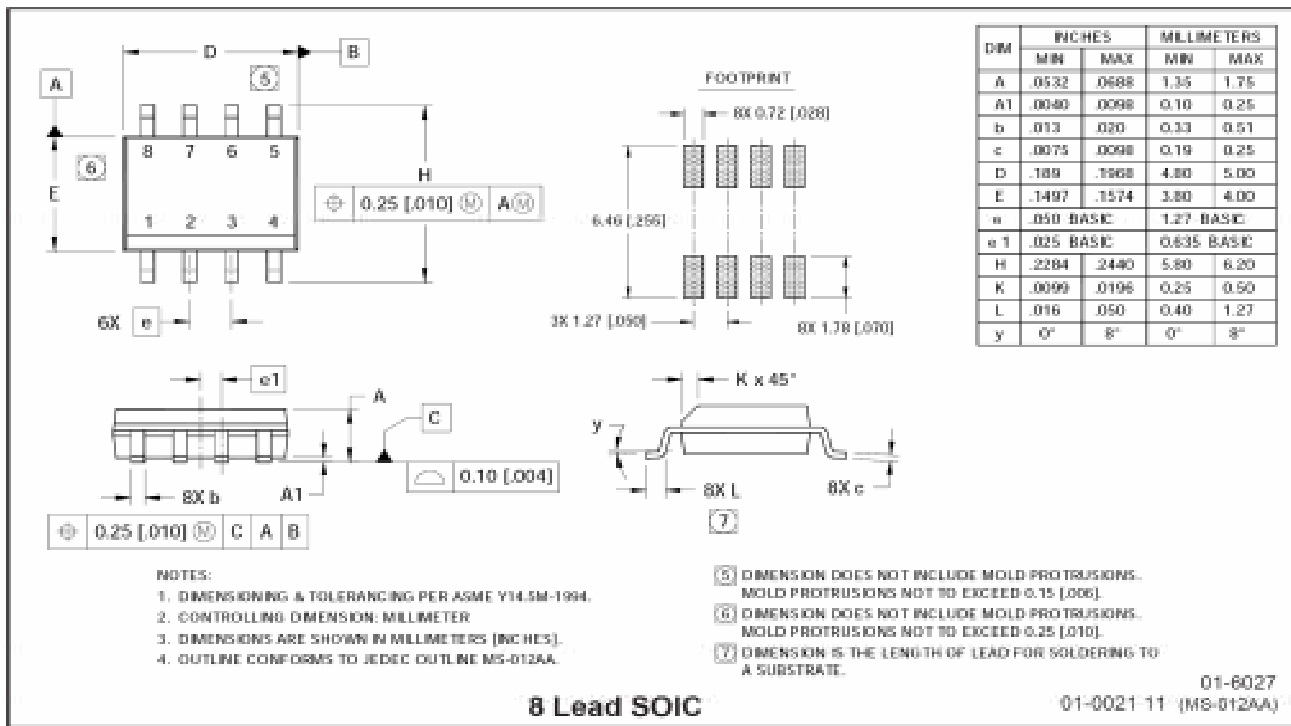 D
B
5
A
8 7 6 5
6
E
H
⌖ 0.25 [.010] Ⓜ A Ⓜ
1 2 3 4
6X e
FOOTPRINT
8X 0.72 [.028]
6.46 [.255]
3X 1.27 [.050]
8X 1.78 [.070]
DIM INCHES MILLIMETERS
MIN MAX MIN MAX
A .0532 .0688 1.35 1.75
A1 .0040 .0098 0.10 0.25
b .013 .020 0.33 0.51
c .0075 .0098 0.19 0.25
D .189 .1968 4.80 5.00
E .1497 .1574 3.80 4.00
e .050 BASIC 1.27 BASIC
e 1 .025 BASIC 0.635 BASIC
H .2284 .2440 5.80 6.20
K .0099 .0196 0.25 0.50
L .016 .050 0.40 1.27
y 0° 8° 0° 8°
e1
A
C
0.10 [.004]
8X b
A1
⌖ 0.25 [.010] Ⓜ C A B
K x 45°
y
8X L
8X c
7
NOTES:
1. DIMENSIONING & TOLERANCING PER ASME Y14.5M-1994.
2. CONTROLLING DIMENSION: MILLIMETER
3. DIMENSIONS ARE SHOWN IN MILLIMETERS [INCHES].
4. OUTLINE CONFORMS TO JEDEC OUTLINE MS-012AA.
5 DIMENSION DOES NOT INCLUDE MOLD PROTRUSIONS.
MOLD PROTRUSIONS NOT TO EXCEED 0.15 [.006].
6 DIMENSION DOES NOT INCLUDE MOLD PROTRUSIONS.
MOLD PROTRUSIONS NOT TO EXCEED 0.25 [.010].
7 DIMENSION IS THE LENGTH OF LEAD FOR SOLDERING TO
A SUBSTRATE.
8 Lead SOIC
01-6027
01-0021 11 (MS-012AA)